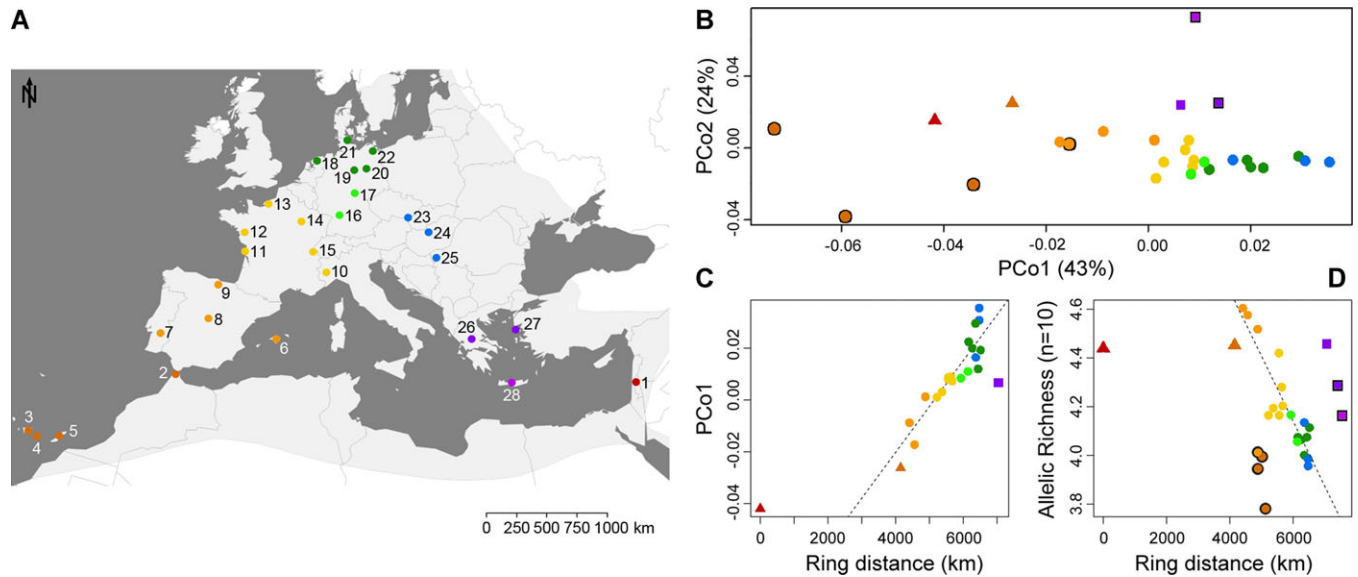 A
N
21
22
18
19
20
17
13
16
23
14
12
24
11
15
25
10
9
7
8
26
27
6
2
28
1
3
4
5
0 250 500 1000 km
B
PCo2 (24%)
0.04
0.00
-0.04
-0.06 -0.04 -0.02 0.00 0.02
PCo1 (43%)
C
PCo1
0.02
0.00
-0.02
-0.04
0 2000 4000 6000
Ring distance (km)
D
Allelic Richness (n=10)
4.6
4.4
4.2
4.0
3.8
0 2000 4000 6000
Ring distance (km)